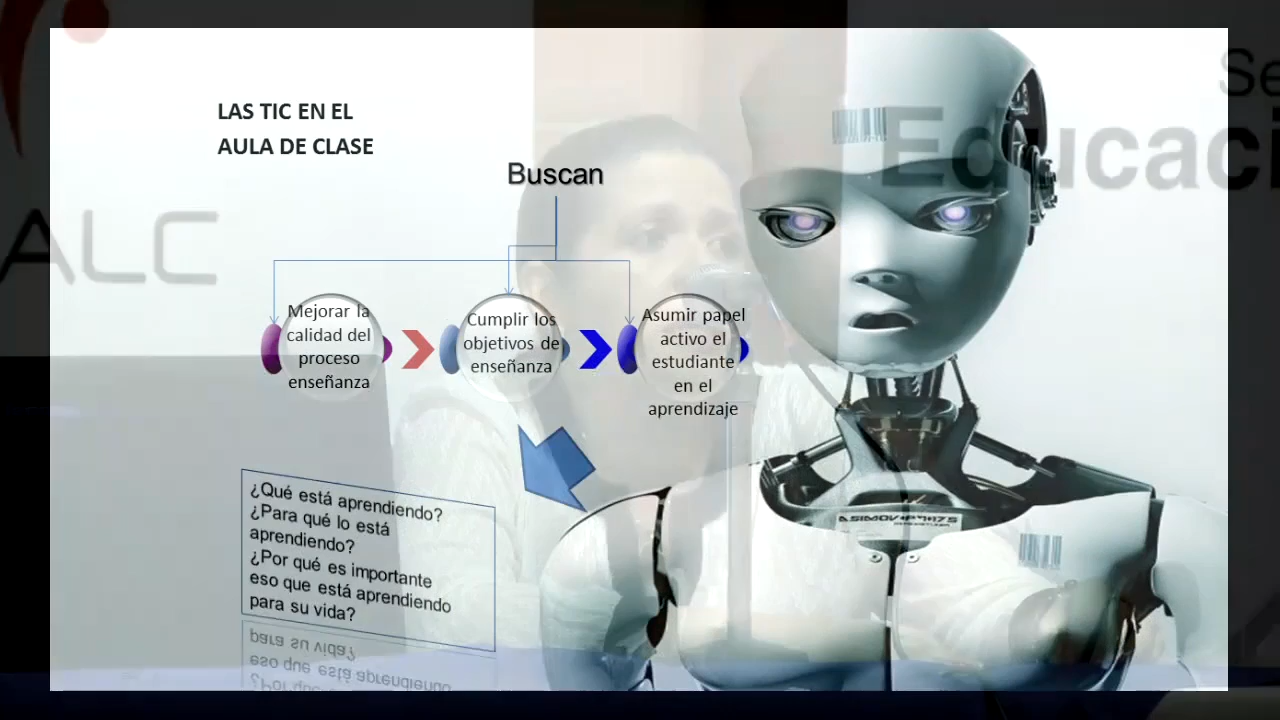 Se
Educaci
ALC
LAS TIC EN EL
AULA DE CLASE
Buscan
Mejorar la
calidad del
proceso
enseñanza
Cumplir los
objetivos de
enseñanza
Asumir papel
activo el
estudiante
en el
aprendizaje
¿Qué está aprendiendo?
¿Para qué lo está
aprendiendo?
¿Por qué es importante
eso que está aprendiendo
para su vida?